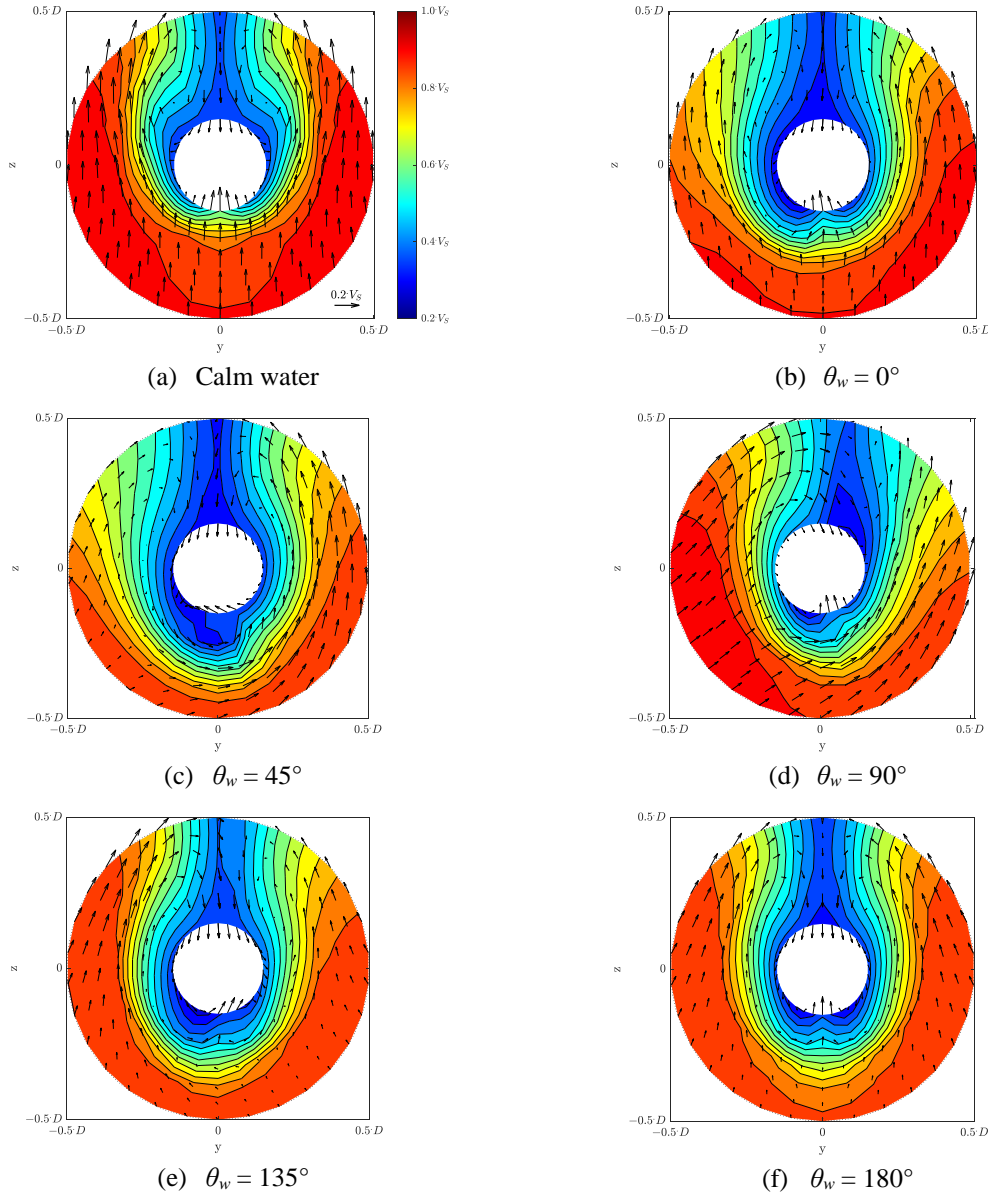 0.5·D
z
0
−0.5·D
−0.5·D
0
0.5·D
y
0.2·V_S
1.0·V_S
0.8·V_S
0.6·V_S
0.4·V_S
0.2·V_S
(a) Calm water
0.5·D
z
0
−0.5·D
−0.5·D
0
0.5·D
y
(b) θ_w = 0°
0.5·D
z
0
−0.5·D
−0.5·D
0
0.5·D
y
(c) θ_w = 45°
0.5·D
z
0
−0.5·D
−0.5·D
0
0.5·D
y
(d) θ_w = 90°
0.5·D
z
0
−0.5·D
−0.5·D
0
0.5·D
y
(e) θ_w = 135°
0.5·D
z
0
−0.5·D
−0.5·D
0
0.5·D
y
(f) θ_w = 180°